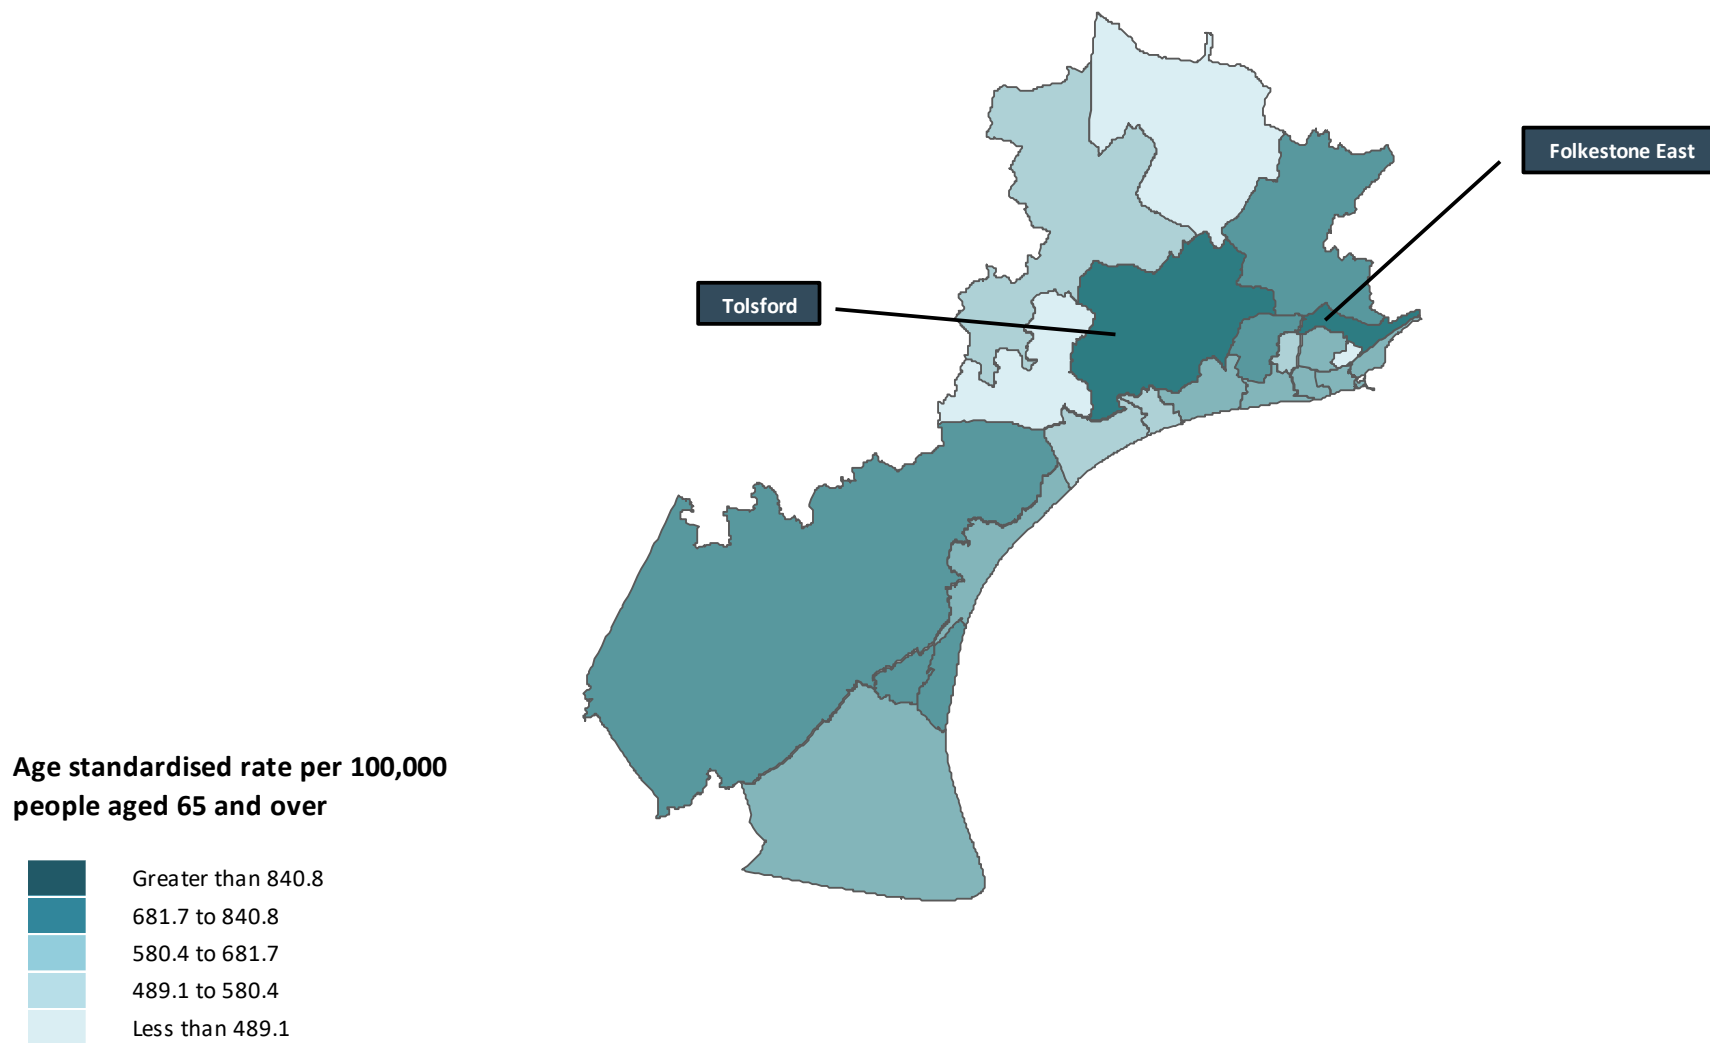 Folkestone East
Tolsford
Age standardised rate per 100,000
people aged 65 and over
Greater than 840.8
681.7 to 840.8
580.4 to 681.7
489.1 to 580.4
Less than 489.1